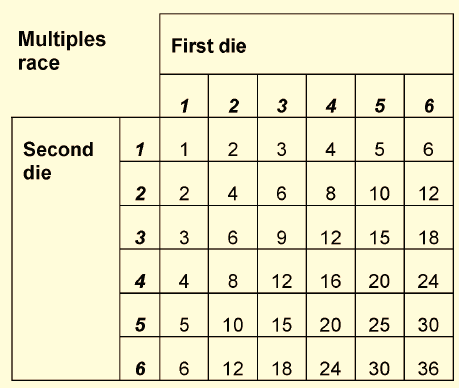 Multiples race
First die
1 2 3 4 5 6
Second die
1 1 2 3 4 5 6
2 2 4 6 8 10 12
3 3 6 9 12 15 18
4 4 8 12 16 20 24
5 5 10 15 20 25 30
6 6 12 18 24 30 36